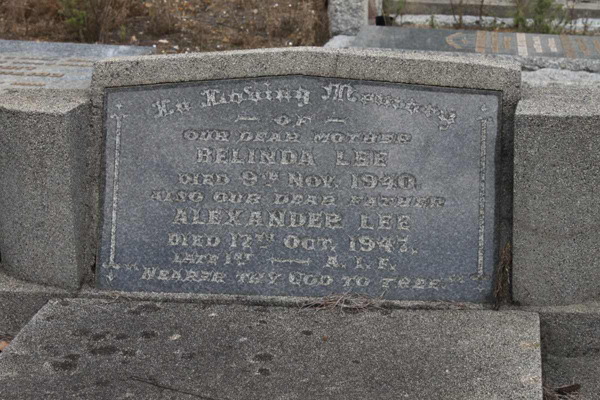 In Loving Memory
— OF —
OUR DEAR MOTHER
BELINDA LEE
DIED 9TH NOV. 1940.
ALSO OUR DEAR FATHER
ALEXANDER LEE
DIED 17TH OCT. 1947.
LATE 1ST — A.I.F.
"NEARER THY GOD TO THEE."